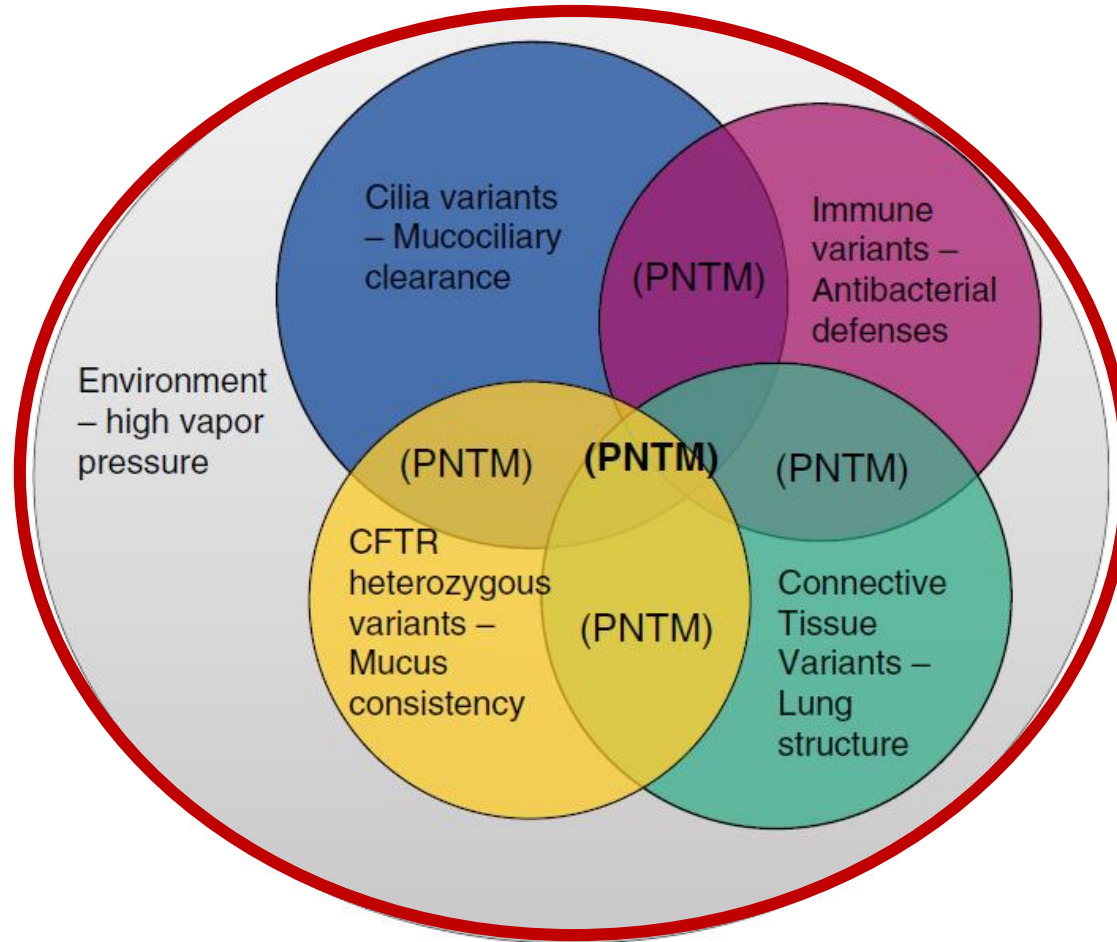 Cilia variants
– Mucociliary
clearance
Immune
variants –
Antibacterial
defenses
(PNTM)
Environment
– high vapor
pressure
(PNTM)
(PNTM)
(PNTM)
CFTR
heterozygous
variants –
Mucus
consistency
(PNTM)
Connective
Tissue
Variants –
Lung
structure